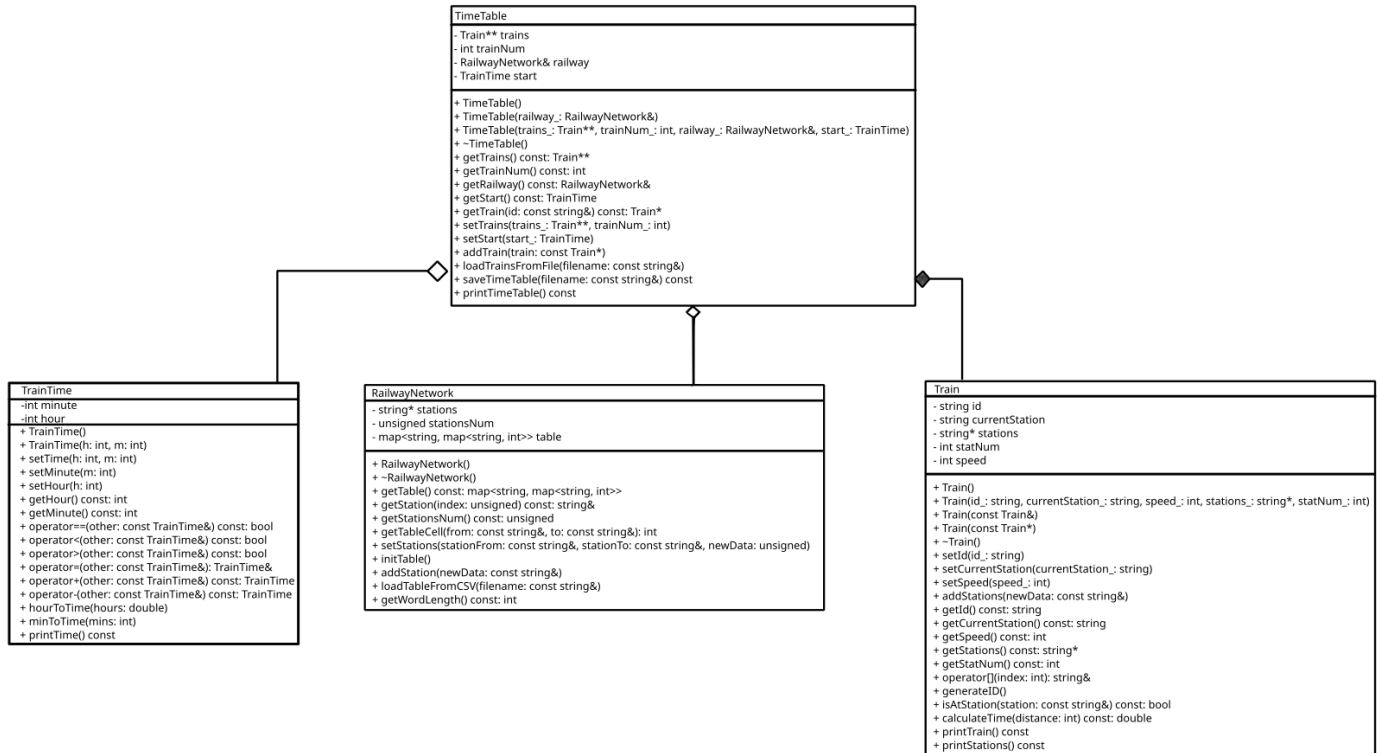 TimeTable
- Train** trains
- int trainNum
- RailwayNetwork& railway
- TrainTime start
+ TimeTable()
+ TimeTable(railway_: RailwayNetwork&)
+ TimeTable(trains_: Train**, trainNum_: int, railway_: RailwayNetwork&, start_: TrainTime)
+ ~TimeTable()
+ getTrains() const: Train**
+ getTrainNum() const: int
+ getRailway() const: RailwayNetwork&
+ getStart() const: TrainTime
+ getTrain(id: const string&) const: Train*
+ setTrains(trains_: Train**, trainNum_: int)
+ setStart(start_: TrainTime)
+ addTrain(train: const Train*)
+ loadTrainsFromFile(filename: const string&)
+ saveTimeTable(filename: const string&) const
+ printTimeTable() const
TrainTime
-int minute
-int hour
+ TrainTime()
+ TrainTime(h: int, m: int)
+ setTime(h: int, m: int)
+ setMinute(m: int)
+ setHour(h: int)
+ getHour() const: int
+ getMinute() const: int
+ operator==(other: const TrainTime&) const: bool
+ operator<(other: const TrainTime&) const: bool
+ operator>(other: const TrainTime&) const: bool
+ operator=(other: const TrainTime&): TrainTime&
+ operator+(other: const TrainTime&) const: TrainTime
+ operator-(other: const TrainTime&) const: TrainTime
+ hourToTime(hours: double)
+ minToTime(mins: int)
+ printTime() const
RailwayNetwork
- string* stations
- unsigned stationsNum
- map<string, map<string, int>> table
+ RailwayNetwork()
+ ~RailwayNetwork()
+ getTable() const: map<string, map<string, int>>
+ getStation(index: unsigned) const: string&
+ getStationsNum() const: unsigned
+ getTableCell(from: const string&, to: const string&): int
+ setStations(stationFrom: const string&, stationTo: const string&, newData: unsigned)
+ initTable()
+ addStation(newData: const string&)
+ loadTableFromCSV(filename: const string&)
+ getWordLength() const: int
Train
- string id
- string currentStation
- string* stations
- int statNum
- int speed
+ Train()
+ Train(id_: string, currentStation_: string, speed_: int, stations_: string*, statNum_: int)
+ Train(const Train&)
+ Train(const Train*)
+ ~Train()
+ setId(id_: string)
+ setCurrentStation(currentStation_: string)
+ setSpeed(speed_: int)
+ addStations(newData: const string&)
+ getId() const: string
+ getCurrentStation() const: string
+ getSpeed() const: int
+ getStations() const: string*
+ getStatNum() const: int
+ operator[](index: int): string&
+ generateID()
+ isAtStation(station: const string&) const: bool
+ calculateTime(distance: int) const: double
+ printTrain() const
+ printStations() const